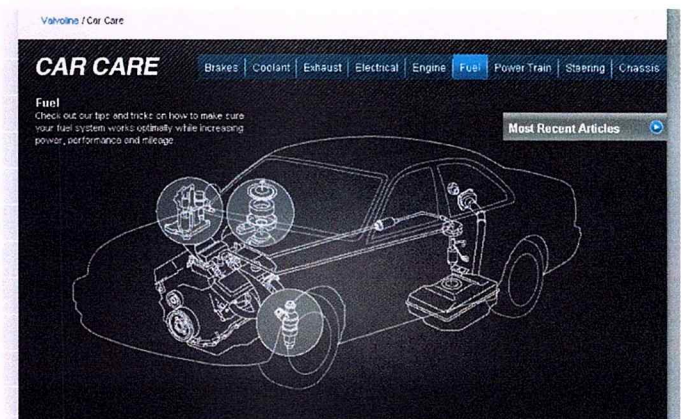 Valvoline / Car Care
CAR CARE
Brakes Coolant Exhaust Electrical Engine Fuel Power Train Steering Chassis
Fuel
Check out our tips and tricks on how to make sure
your fuel system works optimally while increasing
power, performance and mileage
Most Recent Articles